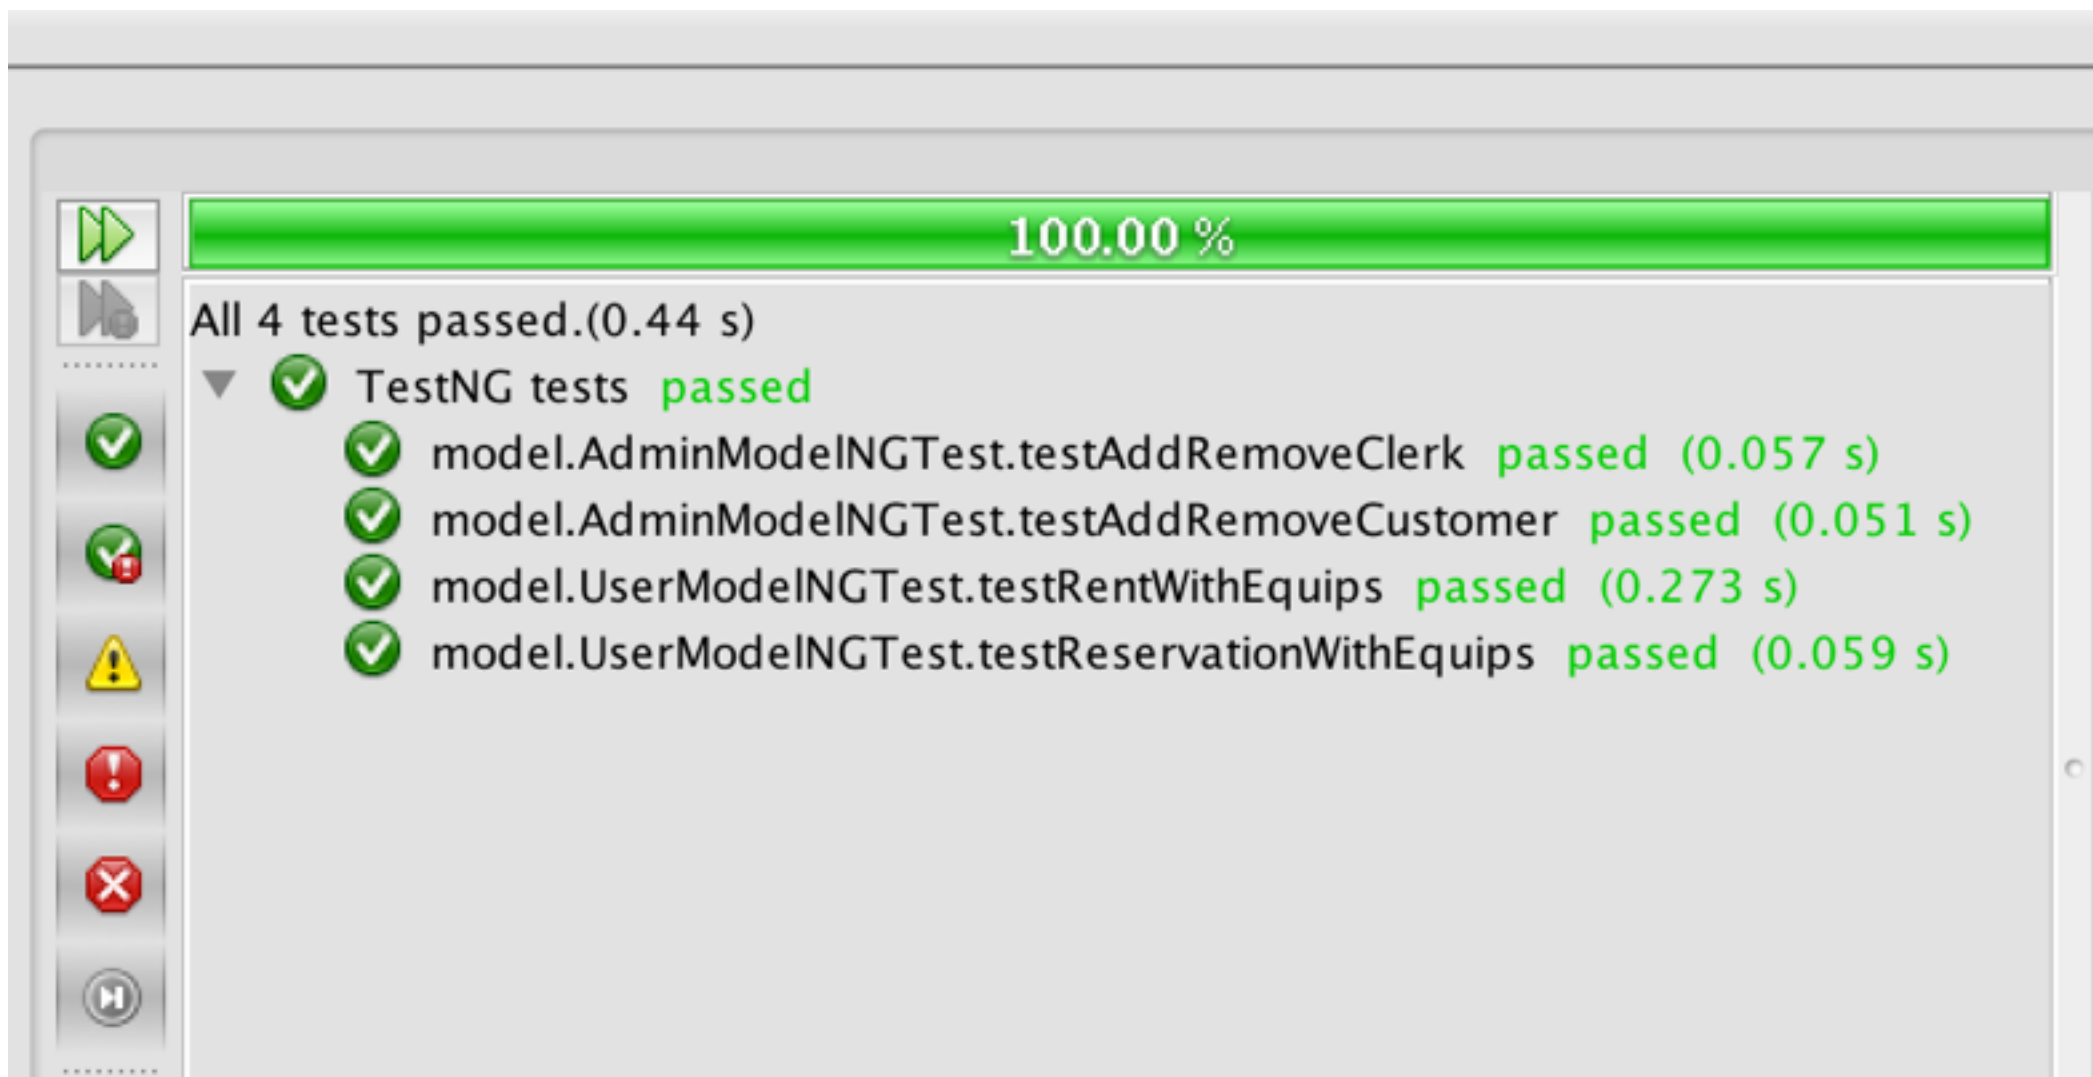 100.00 %
All 4 tests passed.(0.44 s)
TestNG tests passed
model.AdminModelNGTest.testAddRemoveClerk passed (0.057 s)
model.AdminModelNGTest.testAddRemoveCustomer passed (0.051 s)
model.UserModelNGTest.testRentWithEquips passed (0.273 s)
model.UserModelNGTest.testReservationWithEquips passed (0.059 s)